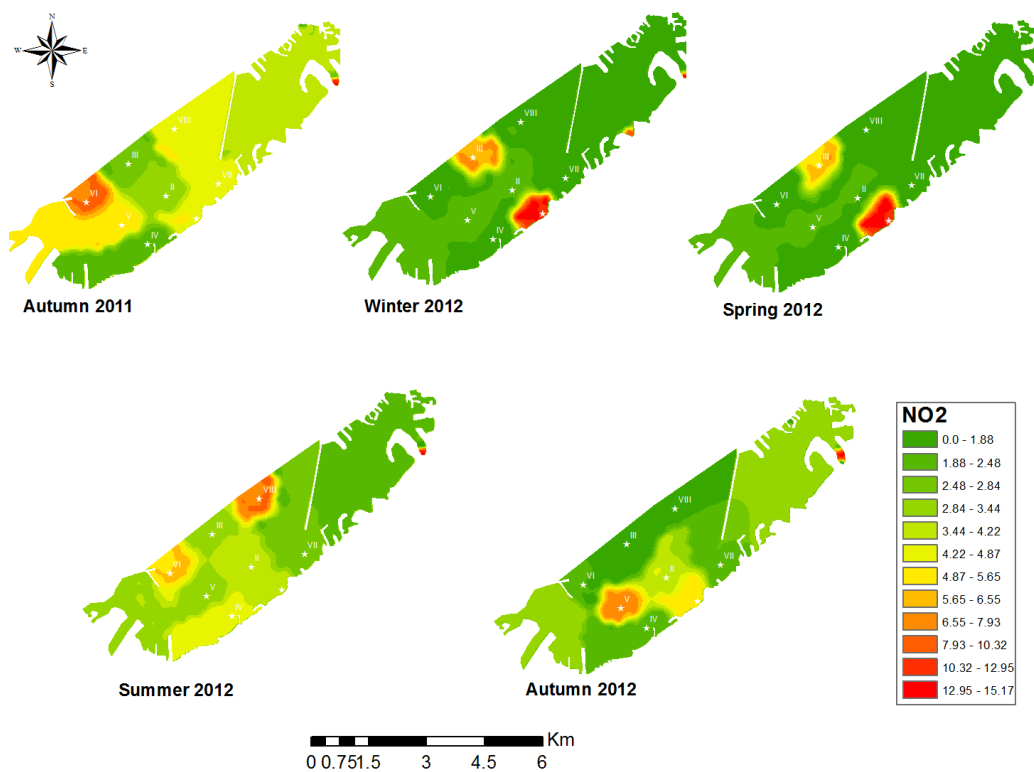 N
W E
S
VIII
III
VI
II
VII
V
IV
Autumn 2011
VIII
III
VI
II
VII
V
IV
Winter 2012
VIII
III
VI
II
VII
V
IV
Spring 2012
VIII
III
VI
II
VII
V
IV
Summer 2012
VIII
III
VI
II
VII
V
IV
Autumn 2012
NO2
0.0 - 1.88
1.88 - 2.48
2.48 - 2.84
2.84 - 3.44
3.44 - 4.22
4.22 - 4.87
4.87 - 5.65
5.65 - 6.55
6.55 - 7.93
7.93 - 10.32
10.32 - 12.95
12.95 - 15.17
Km
0 0.75 1.5 3 4.5 6